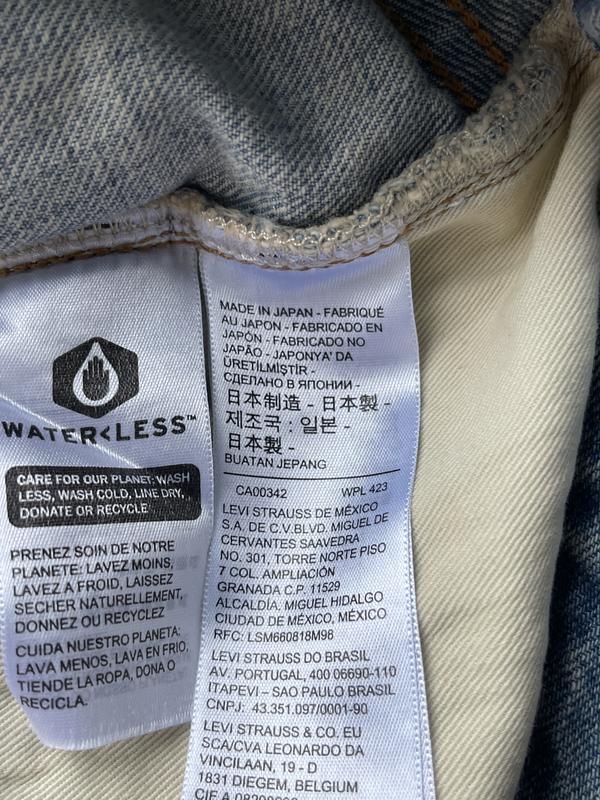 WATER<LESS™
CARE FOR OUR PLANET: WASH
LESS, WASH COLD, LINE DRY,
DONATE OR RECYCLE
PRENEZ SOIN DE NOTRE
PLANETE: LAVEZ MOINS,
LAVEZ A FROID, LAISSEZ
SECHER NATURELLEMENT,
DONNEZ OU RECYCLEZ
CUIDA NUESTRO PLANETA:
LAVA MENOS, LAVA EN FRIO,
TIENDE LA ROPA, DONA O
RECICLA.
MADE IN JAPAN - FABRIQUÉ
AU JAPON - FABRICADO EN
JAPÓN - FABRICADO NO
JAPÃO - JAPONYA' DA
ÜRETİLMİŞTİR -
СДЕЛАНО В ЯПОНИИ -
日本制造 - 日本製 -
제조국 : 일본 -
日本製 -
BUATAN JEPANG
CA00342 WPL 423
LEVI STRAUSS DE MÉXICO
S.A. DE C.V.BLVD. MIGUEL DE
CERVANTES SAAVEDRA
NO. 301, TORRE NORTE PISO
7 COL. AMPLIACIÓN
GRANADA C.P. 11529
ALCALDÍA. MIGUEL HIDALGO
CIUDAD DE MÉXICO, MÉXICO
RFC: LSM660818M98
LEVI STRAUSS DO BRASIL
AV. PORTUGAL, 400 06690-110
ITAPEVI – SAO PAULO BRASIL
CNPJ: 43.351.097/0001-90
LEVI STRAUSS & CO. EU
SCA/CVA LEONARDO DA
VINCILAAN, 19 - D
1831 DIEGEM, BELGIUM
CIF A